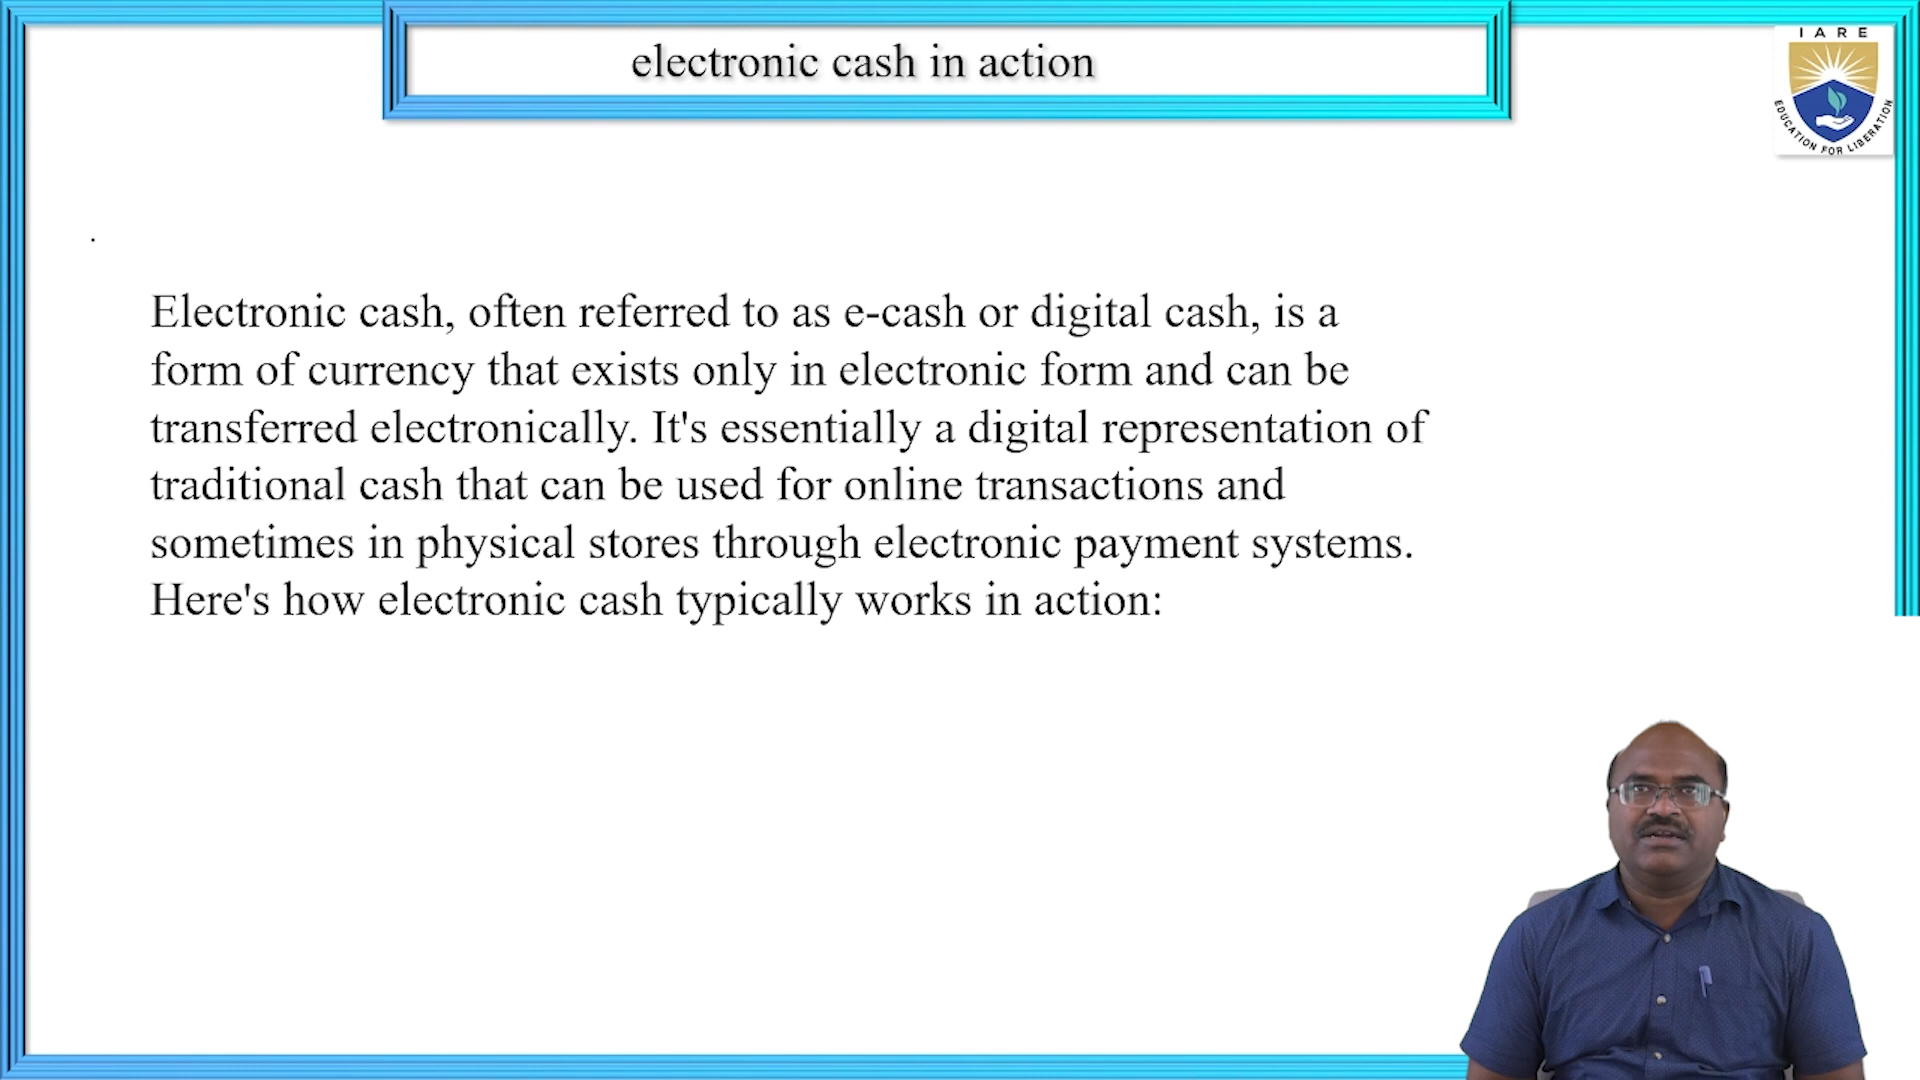 electronic cash in action
I A R E
EDUCATION FOR LIBERATION
.
Electronic cash, often referred to as e-cash or digital cash, is a
form of currency that exists only in electronic form and can be
transferred electronically. It's essentially a digital representation of
traditional cash that can be used for online transactions and
sometimes in physical stores through electronic payment systems.
Here's how electronic cash typically works in action: